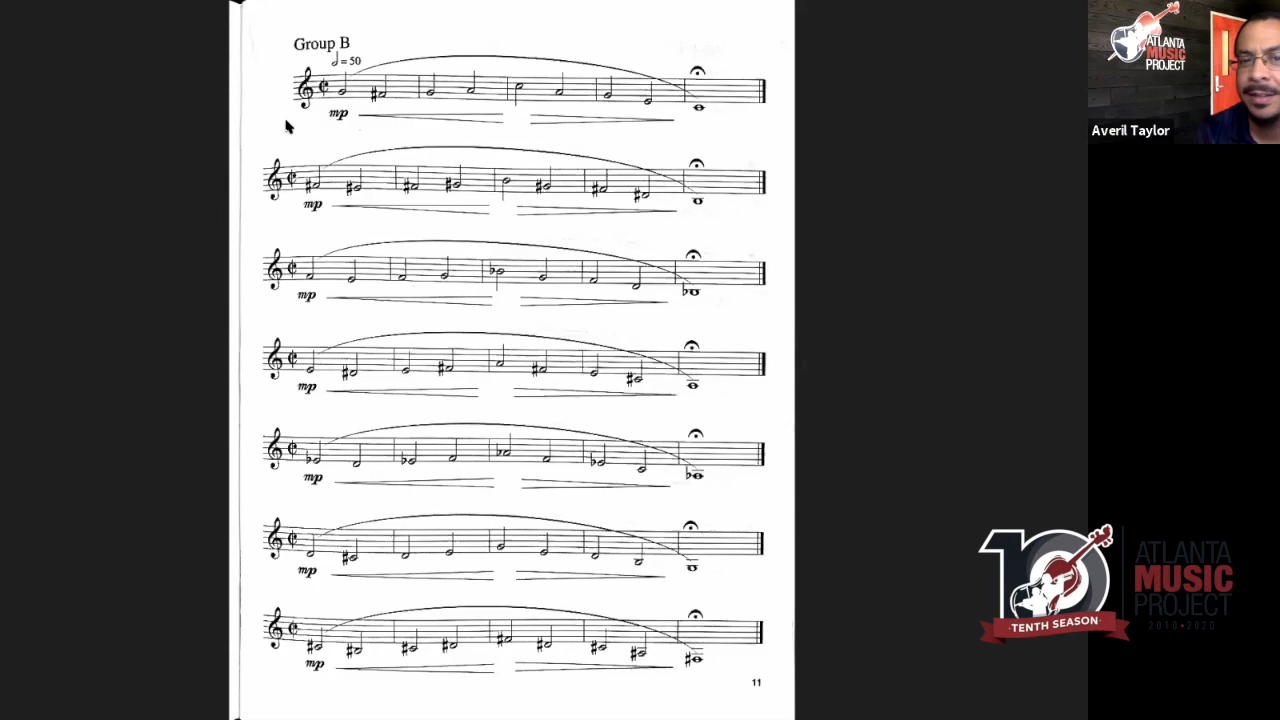 Group B
= 50
mp
mp
mp
mp
mp
mp
mp
11
ATLANTA
MUSIC
PROJECT
Averil Taylor
10
TENTH SEASON
ATLANTA
MUSIC
PROJECT
2010•2020